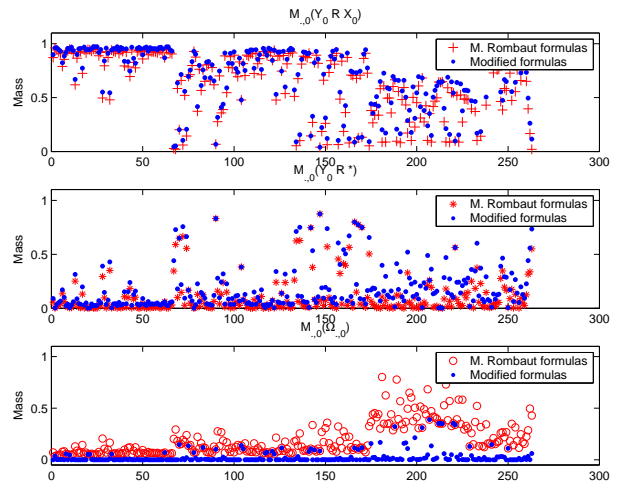 M.,0(Y0 R X0)
1
0.5
0
Mass
M. Rombaut formulas
Modified formulas
0 50 100 150 200 250 300
M.,0(Y0 R *)
1
0.5
0
Mass
M. Rombaut formulas
Modified formulas
0 50 100 150 200 250 300
M.,0(Ω.,0)
1
0.5
0
Mass
M. Rombaut formulas
Modified formulas
0 50 100 150 200 250 300